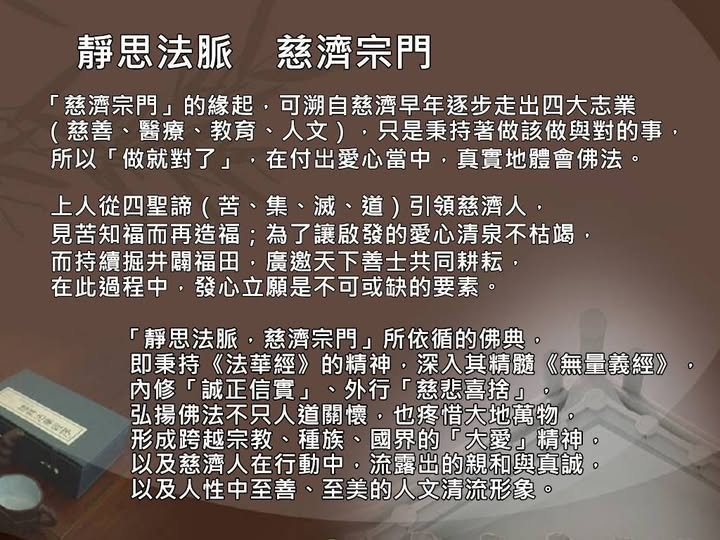 靜思法脈　慈濟宗門
「慈濟宗門」的緣起，可溯自慈濟早年逐步走出四大志業
（慈善、醫療、教育、人文），只是秉持著做該做與對的事，
所以「做就對了」，在付出愛心當中，真實地體會佛法。
上人從四聖諦（苦、集、滅、道）引領慈濟人，
見苦知福而再造福；為了讓啟發的愛心清泉不枯竭，
而持續掘井闢福田，廣邀天下善士共同耕耘，
在此過程中，發心立願是不可或缺的要素。
「靜思法脈，慈濟宗門」所依循的佛典，
即秉持《法華經》的精神，深入其精髓《無量義經》，
內修「誠正信實」、外行「慈悲喜捨」，
弘揚佛法不只人道關懷，也疼惜大地萬物，
形成跨越宗教、種族、國界的「大愛」精神，
以及慈濟人在行動中，流露出的親和與真誠，
以及人性中至善、至美的人文清流形象。